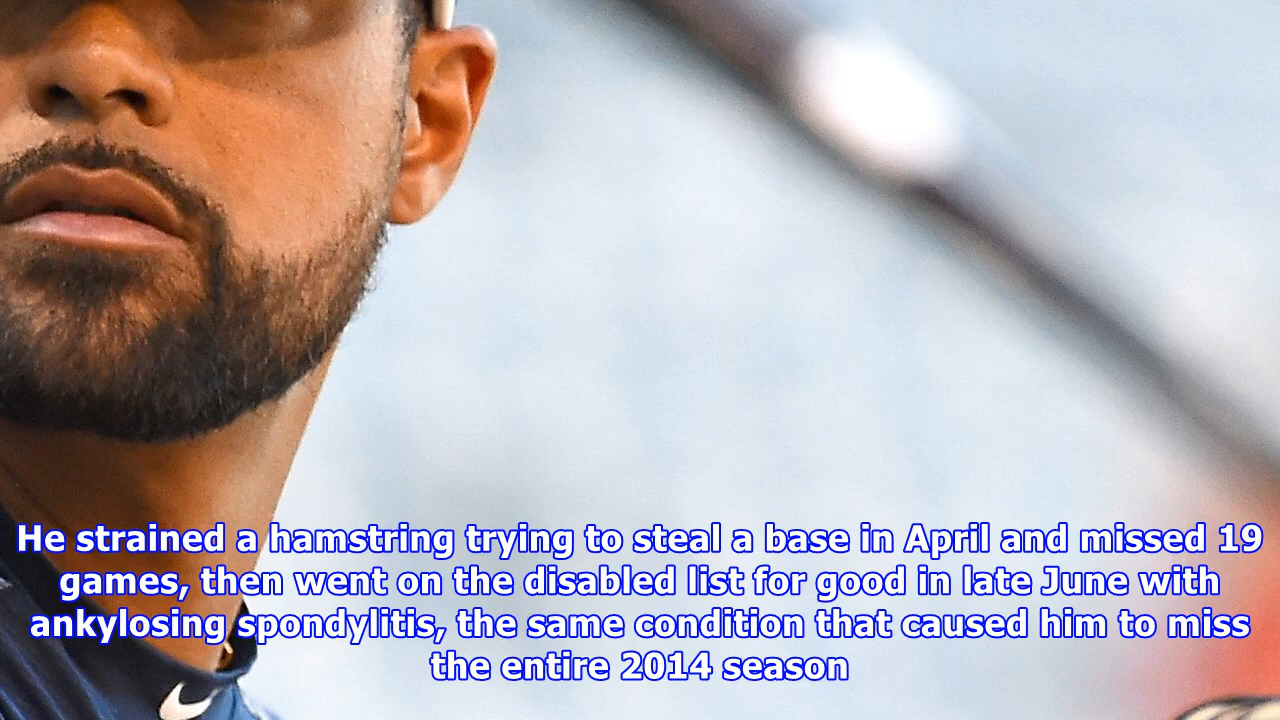 He strained a hamstring trying to steal a base in April and missed 19
games, then went on the disabled list for good in late June with
ankylosing spondylitis, the same condition that caused him to miss
the entire 2014 season